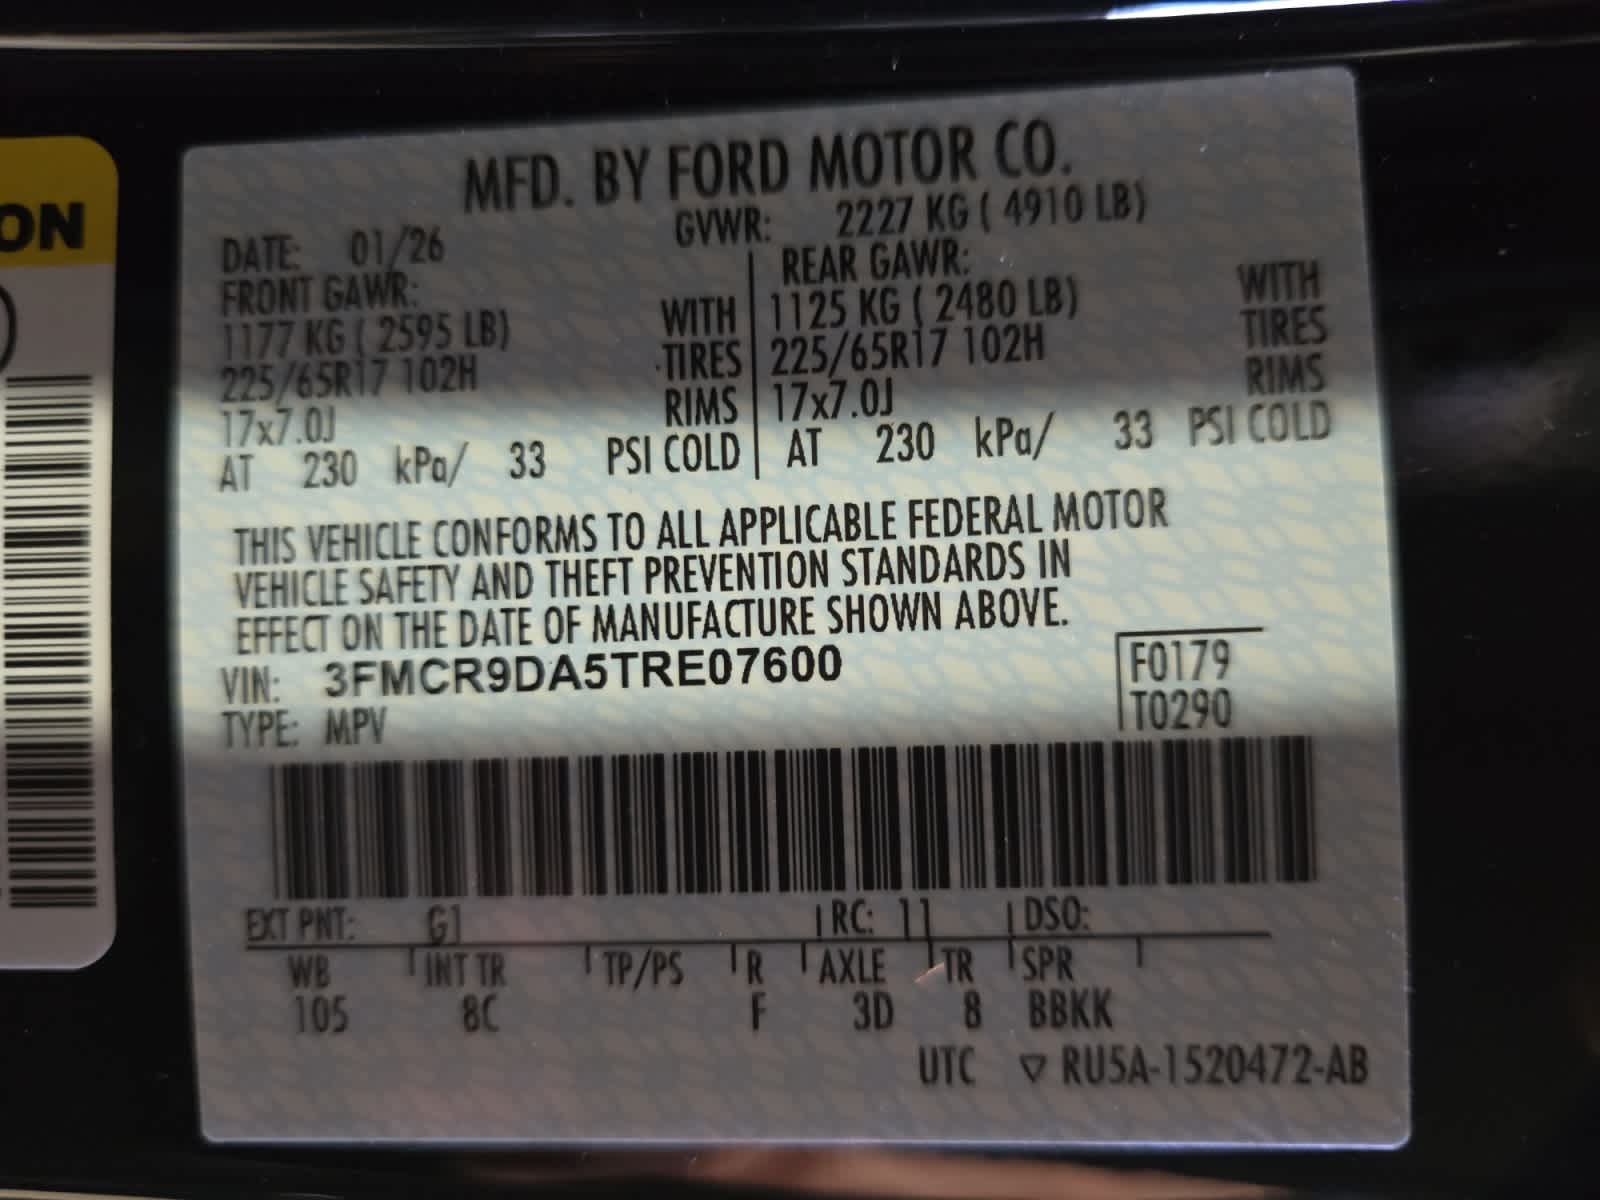 ON
MFD. BY FORD MOTOR CO.
DATE: 01/26 GVWR: 2227 KG ( 4910 LB)
FRONT GAWR: REAR GAWR:
1177 KG ( 2595 LB) WITH 1125 KG ( 2480 LB) WITH
225/65R17 102H TIRES 225/65R17 102H TIRES
17x7.0J RIMS 17x7.0J RIMS
AT 230 kPa/ 33 PSI COLD AT 230 kPa/ 33 PSI COLD
THIS VEHICLE CONFORMS TO ALL APPLICABLE FEDERAL MOTOR
VEHICLE SAFETY AND THEFT PREVENTION STANDARDS IN
EFFECT ON THE DATE OF MANUFACTURE SHOWN ABOVE.
VIN: 3FMCR9DA5TRE07600 F0179
TYPE: MPV T0290
EXT PNT: G1 RC: 11 DSO:
WB INT TR TP/PS R AXLE TR SPR
105 8C F 3D 8 BBKK
UTC ▽ RU5A-1520472-AB